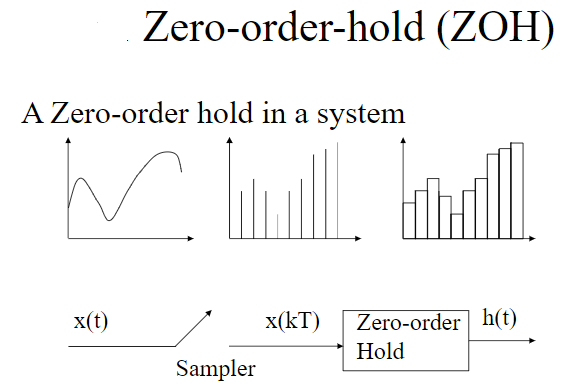 Zero-order-hold (ZOH)
A Zero-order hold in a system
x(t)
x(kT)
Zero-order
Hold
h(t)
Sampler